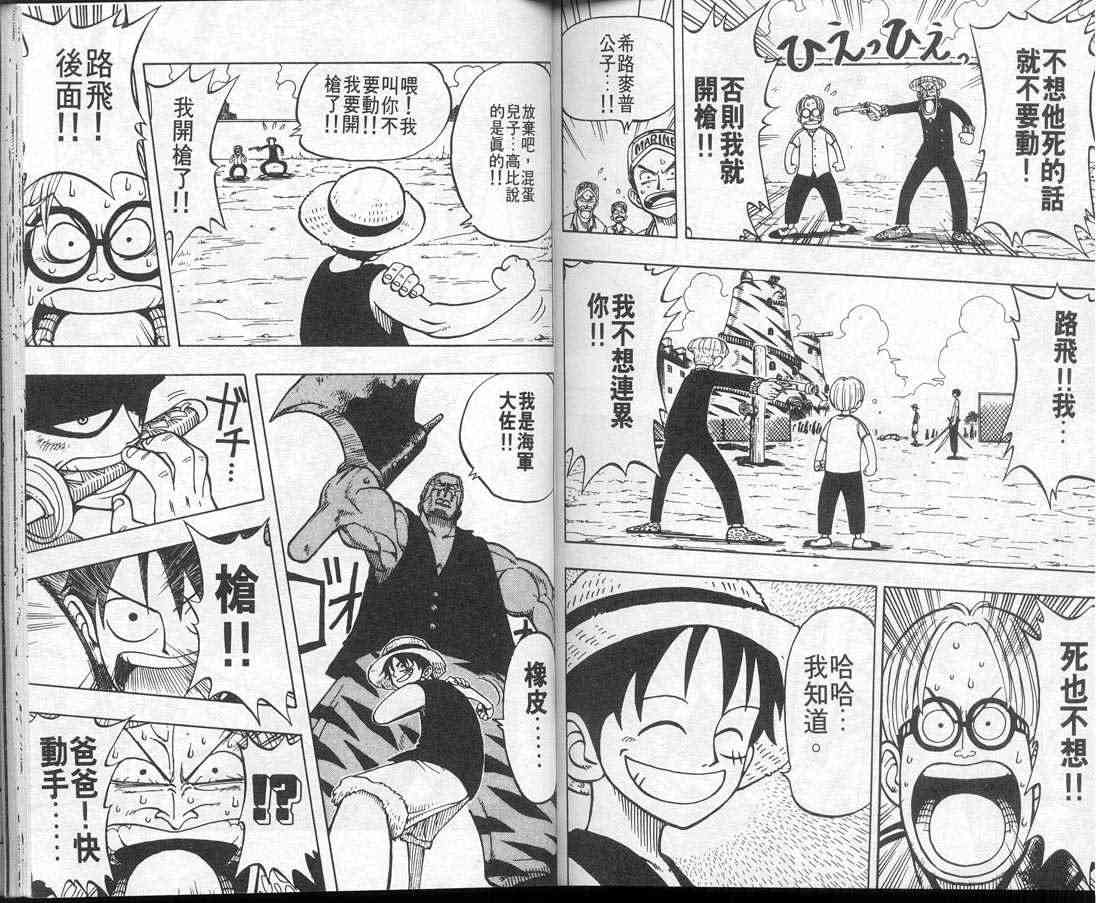 不想他死的話
就不要動！
否則我就
開槍！！
ひえっひえっ
希路麥普
公子…！！
MARINE
路飛！！我…
我不想連累
你！！
死也不想！！
哈哈…
我知道。
放棄吧，混蛋
兒子…高比說
的是真的！！
喂！我
叫你不
要動！！
我要開
槍了！！
我開槍了！！
路飛！
後面！！
我是海軍
大佐！！
ゴオ
橡皮……
ガチ…
槍！！
！？
爸爸！快
動手……